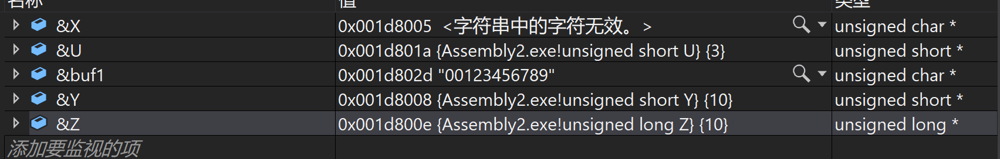 名称 值 类型
&X 0x001d8005 <字符串中的字符无效。> unsigned char *
&U 0x001d801a {Assembly2.exe!unsigned short U} {3} unsigned short *
&buf1 0x001d802d "00123456789" unsigned char *
&Y 0x001d8008 {Assembly2.exe!unsigned short Y} {10} unsigned short *
&Z 0x001d800e {Assembly2.exe!unsigned long Z} {10} unsigned long *
添加要监视的项